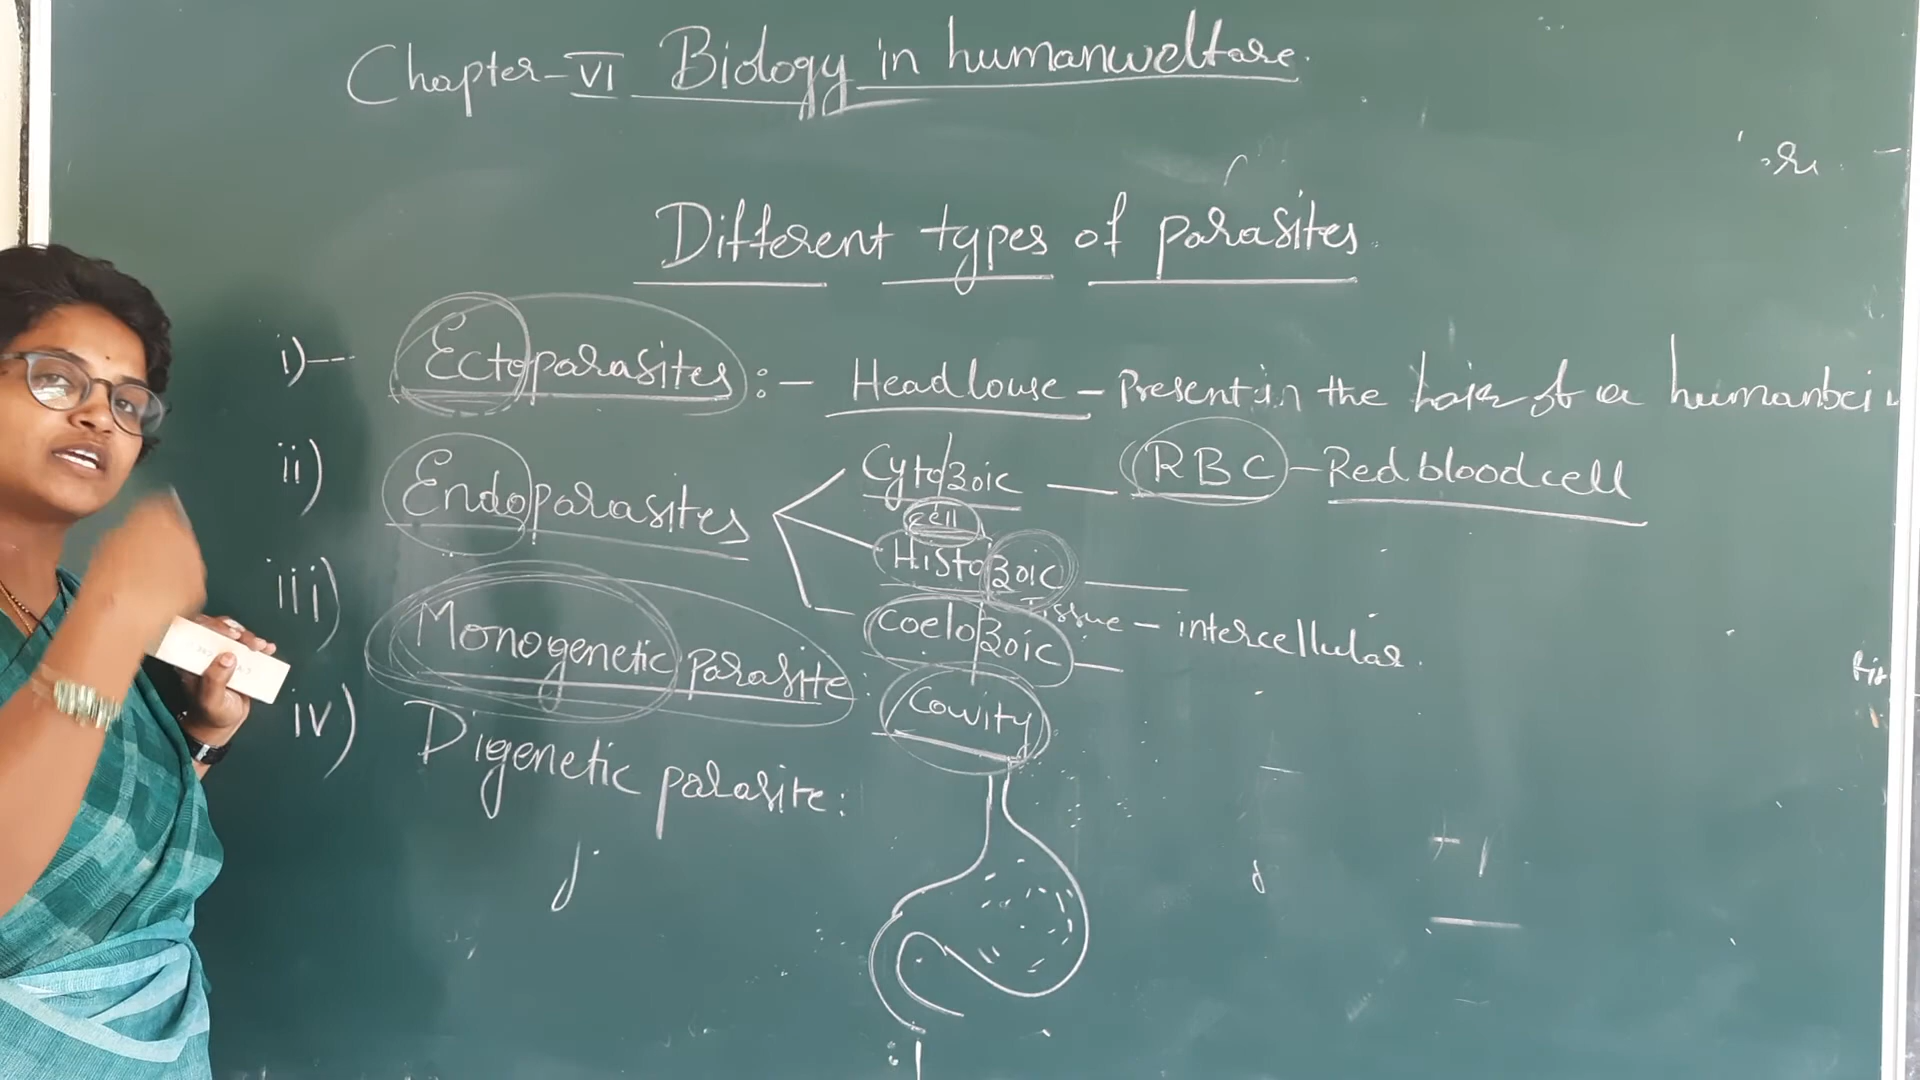 Chapter-VI Biology in humanwelfare.
Different types of parasites.
i)-- Ectoparasites :- Headlouse - Present in the hair of a humanbei
ii) Endoparasites
Cytozoic — RBC - Red blood cell
cell
Histozoic —
Tissue - intercellular.
Coelozoic —
Cowity
iii) Monogenetic parasite:
iv) Digenetic parasite: